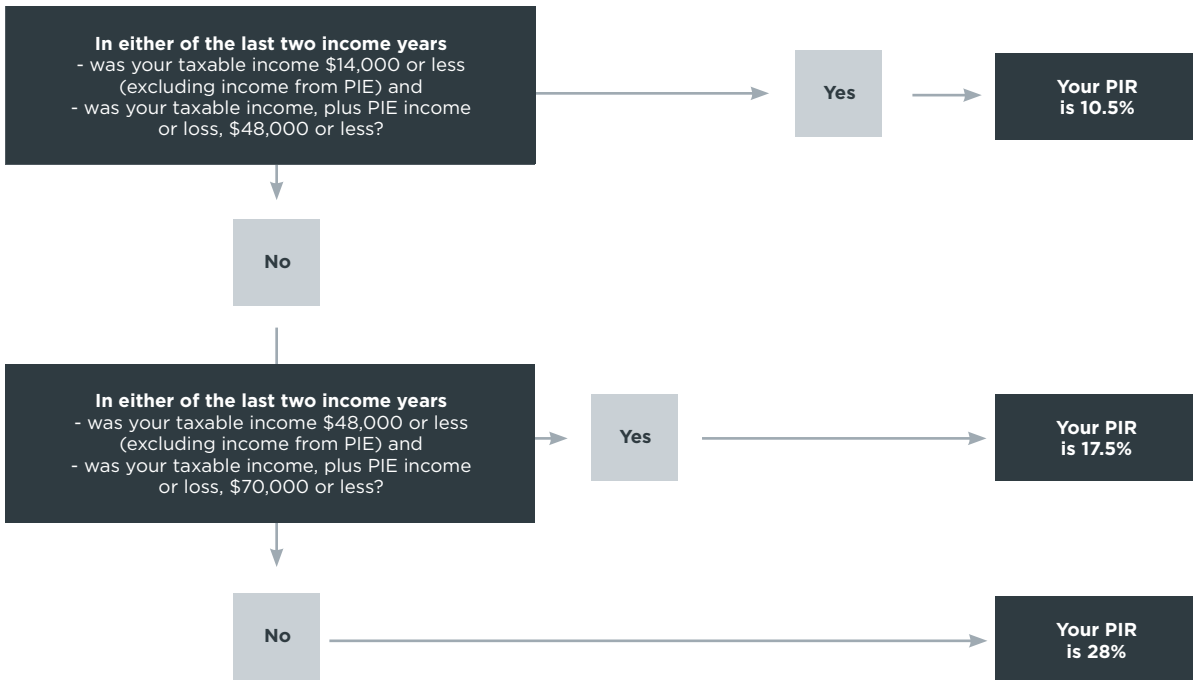 In either of the last two income years
- was your taxable income $14,000 or less
(excluding income from PIE) and
- was your taxable income, plus PIE income
or loss, $48,000 or less?
Yes
Your PIR
is 10.5%
No
In either of the last two income years
- was your taxable income $48,000 or less
(excluding income from PIE) and
- was your taxable income, plus PIE income
or loss, $70,000 or less?
Yes
Your PIR
is 17.5%
No
Your PIR
is 28%